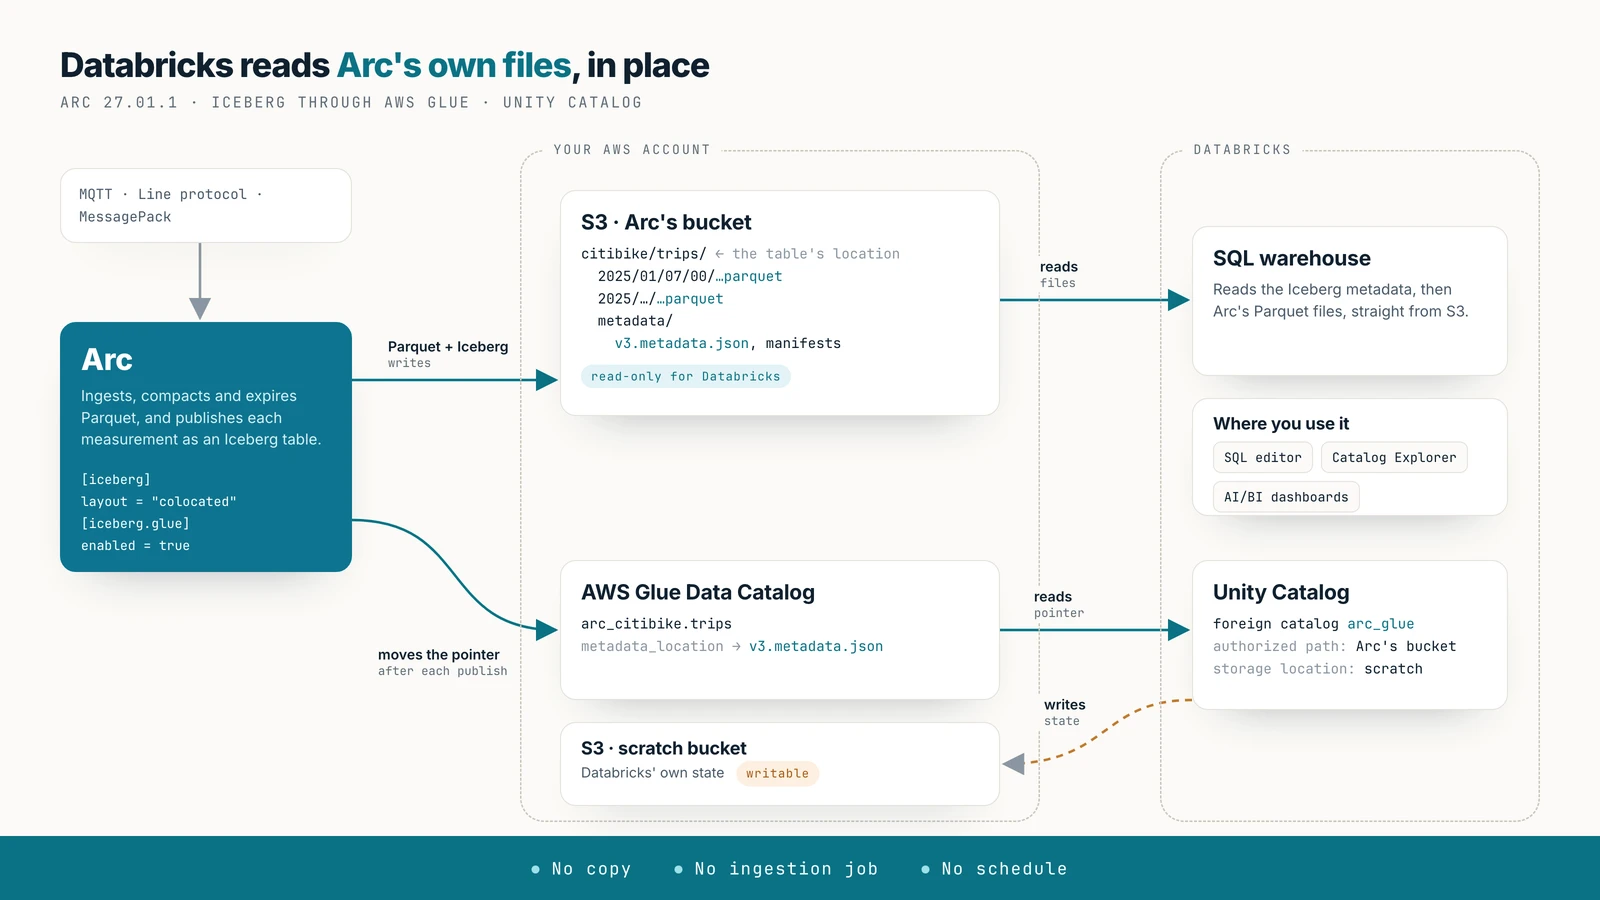 Databricks reads Arc's own files, in place
ARC 27.01.1 · ICEBERG THROUGH AWS GLUE · UNITY CATALOG
MQTT · Line protocol ·
MessagePack
Arc
Ingests, compacts and expires
Parquet, and publishes each
measurement as an Iceberg table.
[iceberg]
layout = "colocated"
[iceberg.glue]
enabled = true
Parquet + Iceberg
writes
moves the pointer
after each publish
YOUR AWS ACCOUNT
S3 · Arc's bucket
citibike/trips/ ← the table's location
2025/01/07/00/…parquet
2025/…/…parquet
metadata/
v3.metadata.json, manifests
read-only for Databricks
AWS Glue Data Catalog
arc_citibike.trips
metadata_location → v3.metadata.json
S3 · scratch bucket
Databricks' own state writable
reads
files
reads
pointer
writes
state
DATABRICKS
SQL warehouse
Reads the Iceberg metadata, then
Arc's Parquet files, straight from S3.
Where you use it
SQL editor Catalog Explorer
AI/BI dashboards
Unity Catalog
foreign catalog arc_glue
authorized path: Arc's bucket
storage location: scratch
• No copy • No ingestion job • No schedule